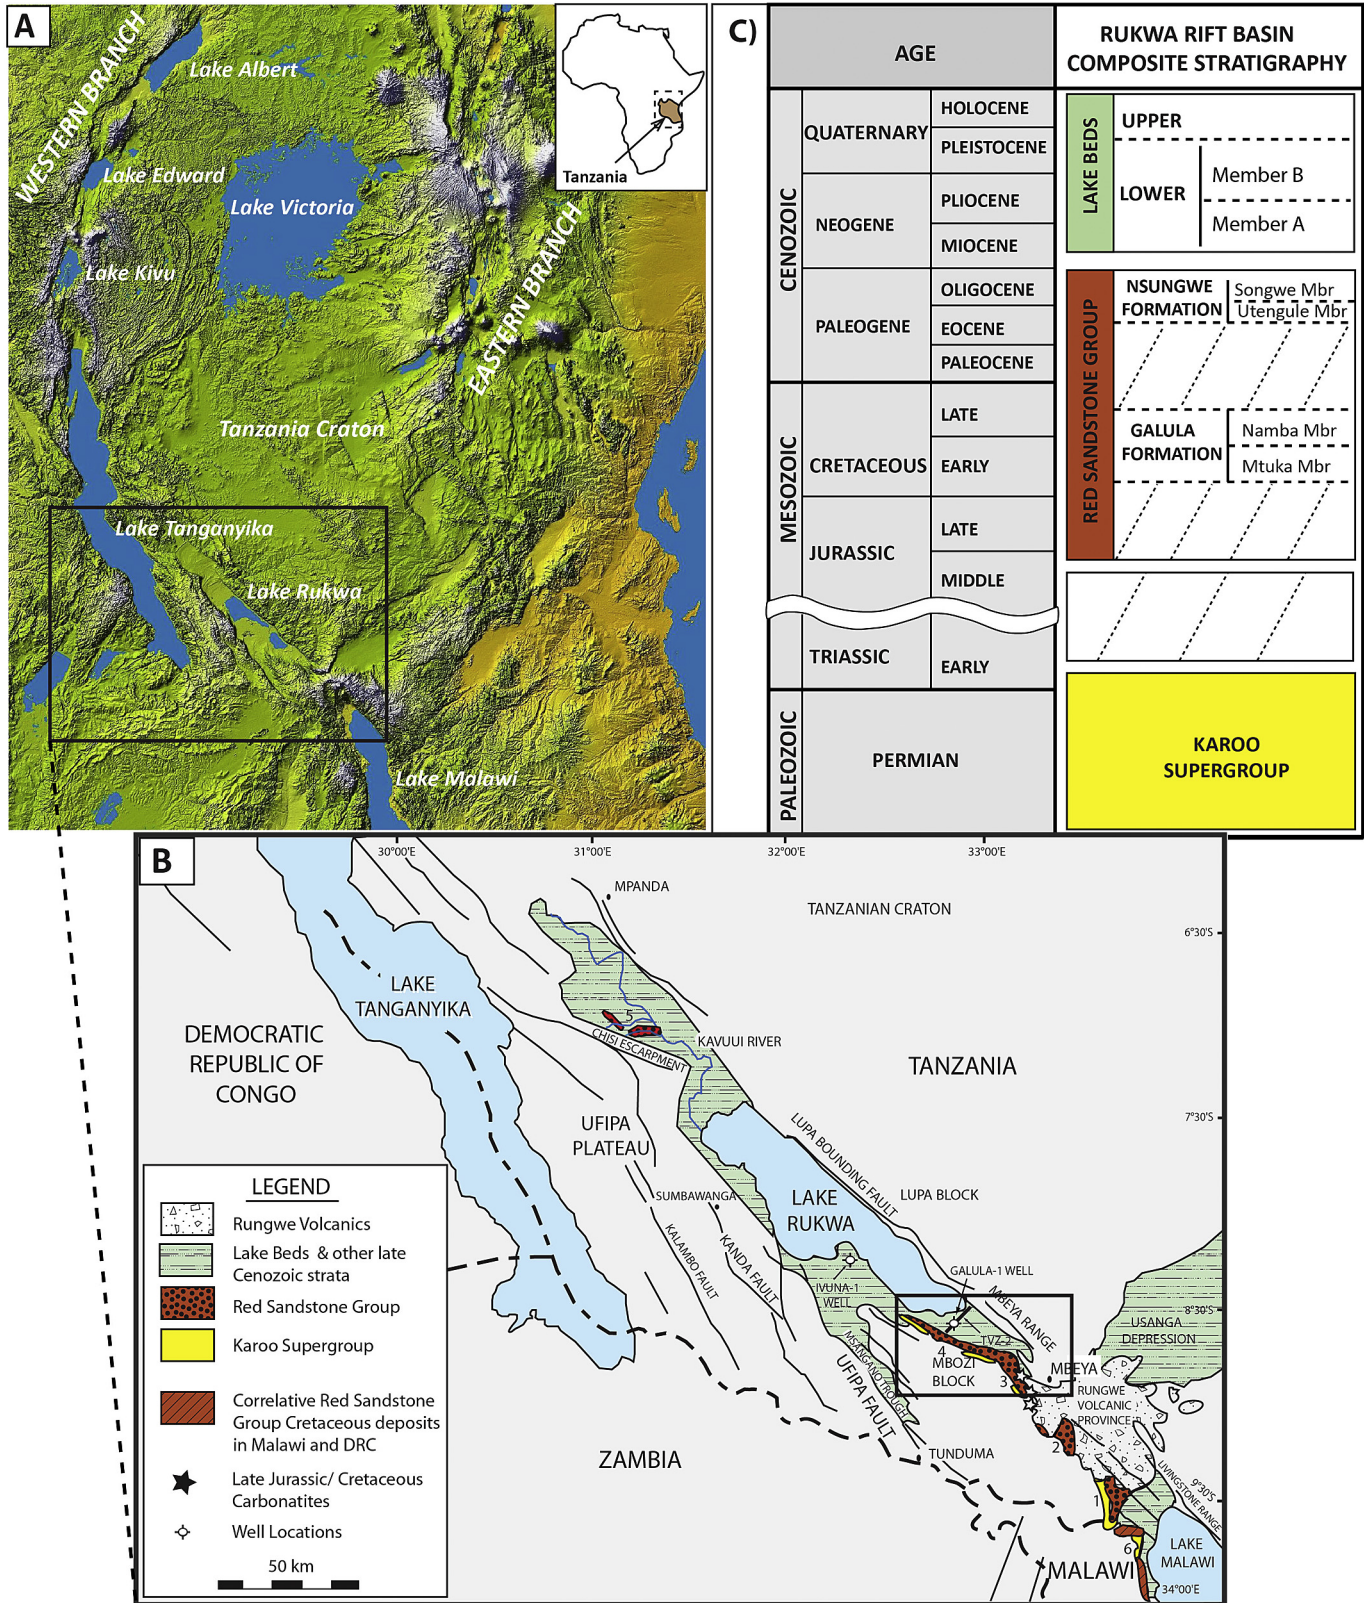 A
WESTERN BRANCH
Lake Albert
Lake Edward
Lake Victoria
Lake Kivu
EASTERN BRANCH
Tanzania
Tanzania Craton
Lake Tanganyika
Lake Rukwa
Lake Malawi
C)
AGE
RUKWA RIFT BASIN
COMPOSITE STRATIGRAPHY
CENOZOIC
QUATERNARY
HOLOCENE
PLEISTOCENE
NEOGENE
PLIOCENE
MIOCENE
PALEOGENE
OLIGOCENE
EOCENE
PALEOCENE
MESOZOIC
CRETACEOUS
LATE
EARLY
JURASSIC
LATE
MIDDLE
TRIASSIC
EARLY
PALEOZOIC
PERMIAN
LAKE BEDS
UPPER
LOWER
Member B
Member A
RED SANDSTONE GROUP
NSUNGWE
FORMATION
Songwe Mbr
Utengule Mbr
GALULA
FORMATION
Namba Mbr
Mtuka Mbr
KAROO
SUPERGROUP
B
30°00'E
31°00'E
32°00'E
33°00'E
MPANDA
TANZANIAN CRATON
6°30'S
LAKE
TANGANYIKA
DEMOCRATIC
REPUBLIC OF
CONGO
5
CHISI ESCARPMENT
KAVUUI RIVER
TANZANIA
7°30'S
UFIPA
PLATEAU
LUPA BOUNDING FAULT
LUPA BLOCK
SUMBAWANGA
LAKE
RUKWA
KALAMBO FAULT
KANDA FAULT
IVUNA-1
WELL
GALULA-1 WELL
MBEYA RANGE
8°30'S
USANGA
DEPRESSION
TVZ-2
4
MBOZI
BLOCK
3
MBEYA
MSANGANO TROUGH
UFIPA FAULT
RUNGWE
VOLCANIC
PROVINCE
2
TUNDUMA
ZAMBIA
LIVINGSTONE RANGE
9°30'S
1
6
LAKE
MALAWI
MALAWI
34°00'E
LEGEND
Rungwe Volcanics
Lake Beds & other late
Cenozoic strata
Red Sandstone Group
Karoo Supergroup
Correlative Red Sandstone
Group Cretaceous deposits
in Malawi and DRC
Late Jurassic/ Cretaceous
Carbonatites
Well Locations
50 km